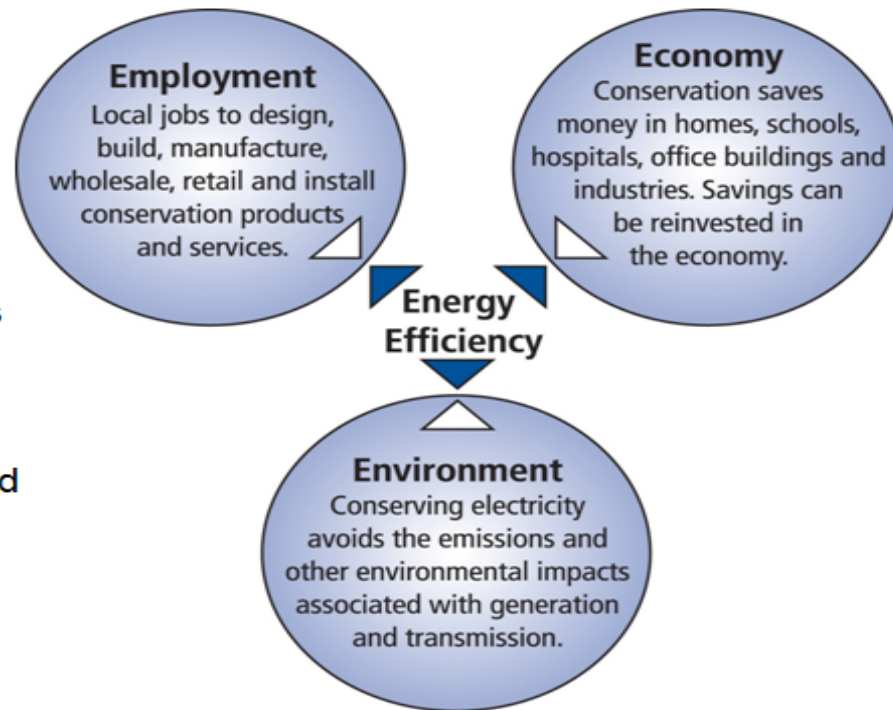 Employment
Local jobs to design,
build, manufacture,
wholesale, retail and install
conservation products
and services.
Economy
Conservation saves
money in homes, schools,
hospitals, office buildings and
industries. Savings can
be reinvested in
the economy.
Energy
Efficiency
Environment
Conserving electricity
avoids the emissions and
other environmental impacts
associated with generation
and transmission.